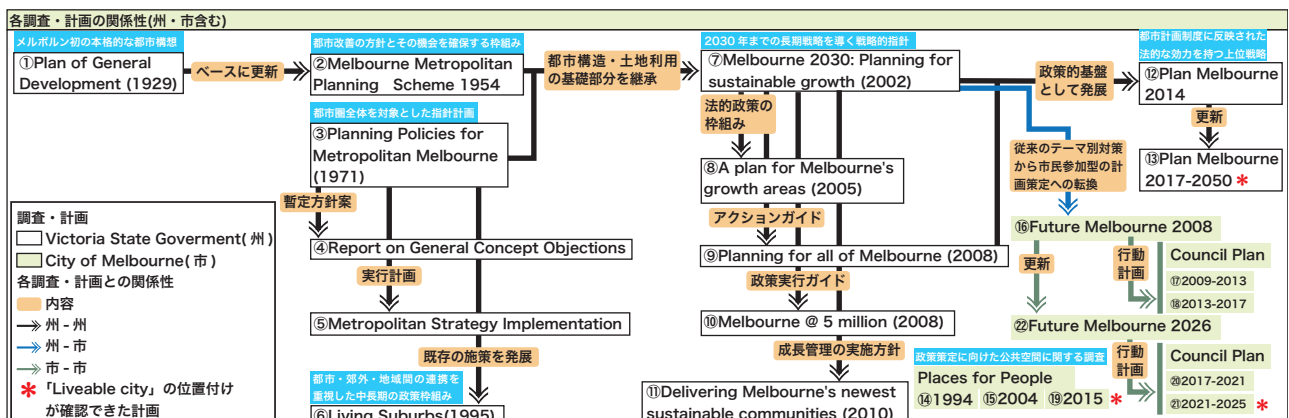 各調査・計画の関係性(州・市含む)
メルボルン初の本格的な都市構想
①Plan of General
Development (1929)
ベースに更新
都市改善の方針とその機会を確保する枠組み
②Melbourne Metropolitan
Planning Scheme 1954
都市圏全体を対象とした指針計画
③Planning Policies for
Metropolitan Melbourne
(1971)
都市構造・土地利用
の基礎部分を継承
暫定方針案
④Report on General Concept Objections
実行計画
⑤Metropolitan Strategy Implementation
既存の施策を発展
都市・郊外・地域間の連携を
重視した中長期の政策枠組み
⑥Living Suburbs(1995)
2030 年までの長期戦略を導く戦略的指針
⑦Melbourne 2030: Planning for
sustainable growth (2002)
法的政策の
枠組み
⑧A plan for Melbourne's
growth areas (2005)
アクションガイド
⑨Planning for all of Melbourne (2008)
政策実行ガイド
⑩Melbourne @ 5 million (2008)
成長管理の実施方針
⑪Delivering Melbourne's newest
sustainable communities (2010)
政策的基盤
として発展
都市計画制度に反映された
法的な効力を持つ上位戦略
⑫Plan Melbourne
2014
更新
⑬Plan Melbourne
2017-2050 *
従来のテーマ別対策
から市民参加型の計
画策定への転換
⑯Future Melbourne 2008
更新
行動
計画
Council Plan
⑰2009-2013
⑱2013-2017
㉒Future Melbourne 2026
行動
計画
Council Plan
⑳2017-2021
㉑2021-2025 *
政策策定に向けた公共空間に関する調査
Places for People
⑭1994 ⑮2004 ⑲2015 *
調査・計画
Victoria State Goverment( 州 )
City of Melbourne( 市 )
各調査・計画との関係性
内容
州 - 州
州 - 市
市 - 市
* 「Liveable city」の位置付け
が確認できた計画